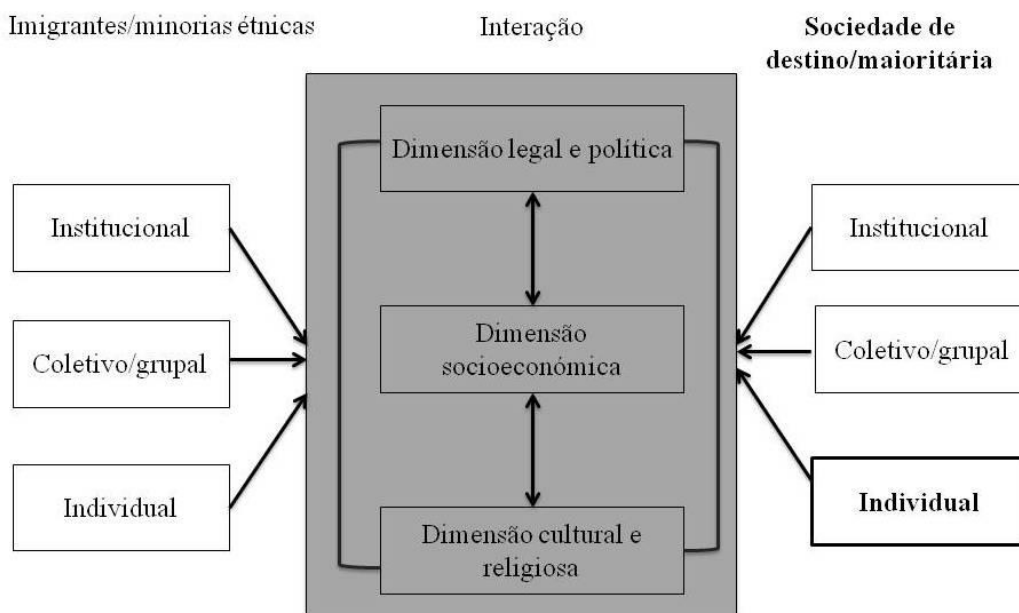 Imigrantes/minorias étnicas
Interação
Sociedade de
destino/maioritária
Dimensão legal e política
Institucional
Institucional
Dimensão
socioeconómica
Coletivo/grupal
Coletivo/grupal
Individual
Individual
Dimensão cultural e
religiosa